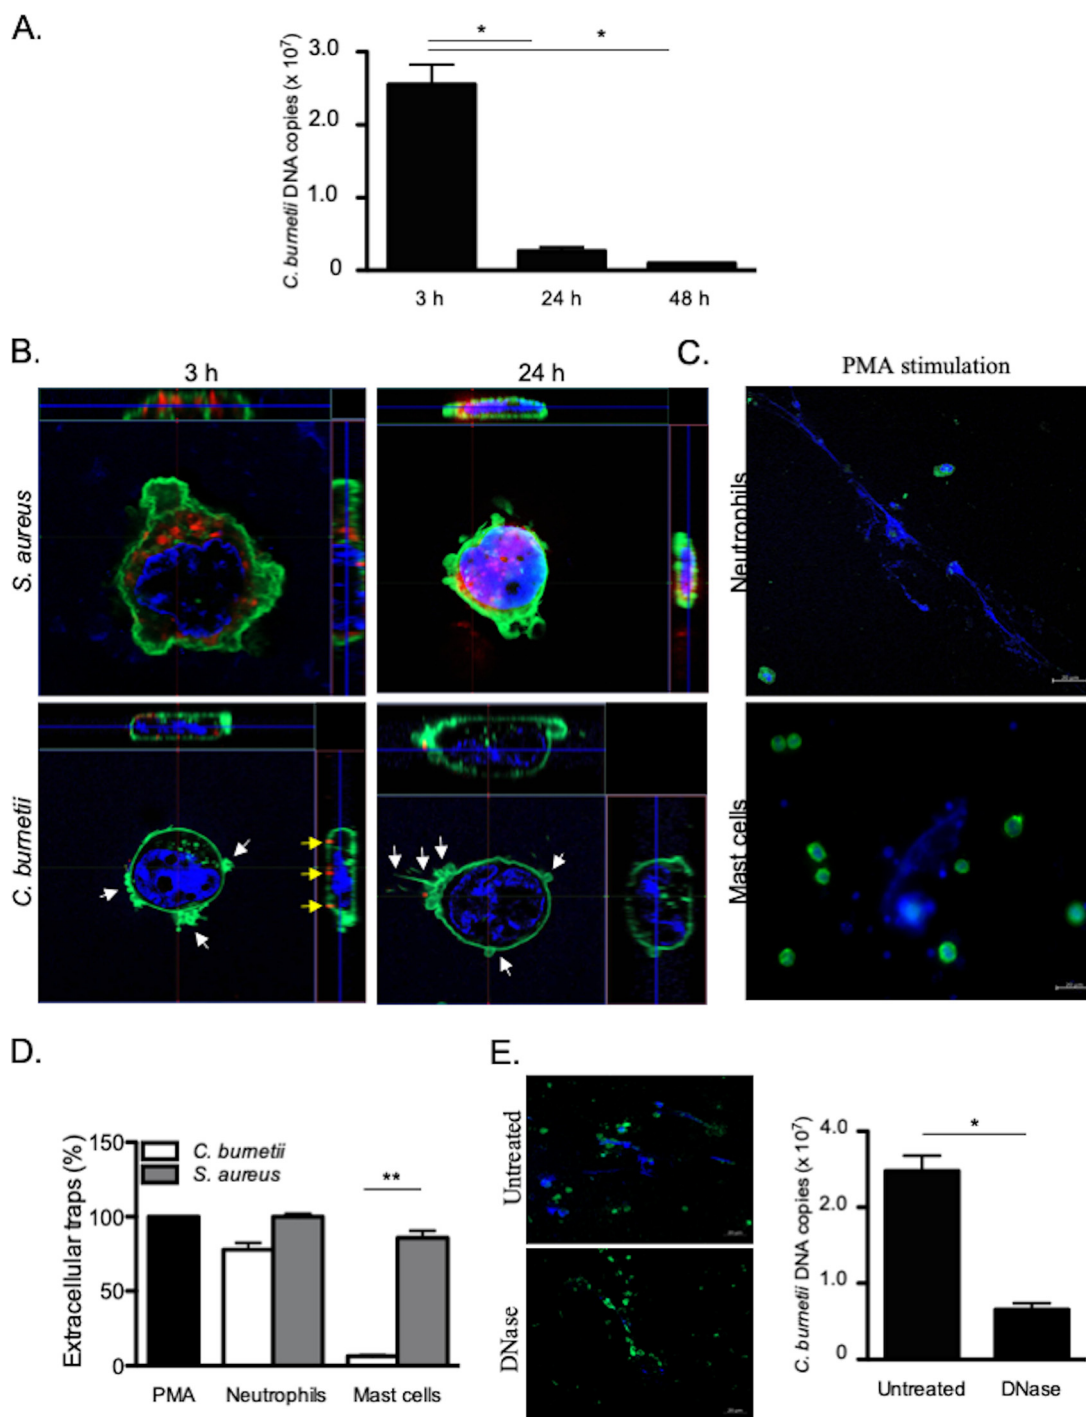 A.
C. burnetii DNA copies (x 10⁷)
3.0
2.0
1.0
0
*
*
3 h
24 h
48 h
B.
3 h
24 h
S. aureus
C. burnetii
C.
PMA stimulation
Neutrophils
Mast cells
20 µm
D.
Extracellular traps (%)
150
100
50
0
C. burnetii
S. aureus
**
PMA
Neutrophils
Mast cells
E.
Untreated
DNase
C. burnetii DNA copies (x 10⁷)
4.0
2.0
1.0
0
*
Untreated
DNase